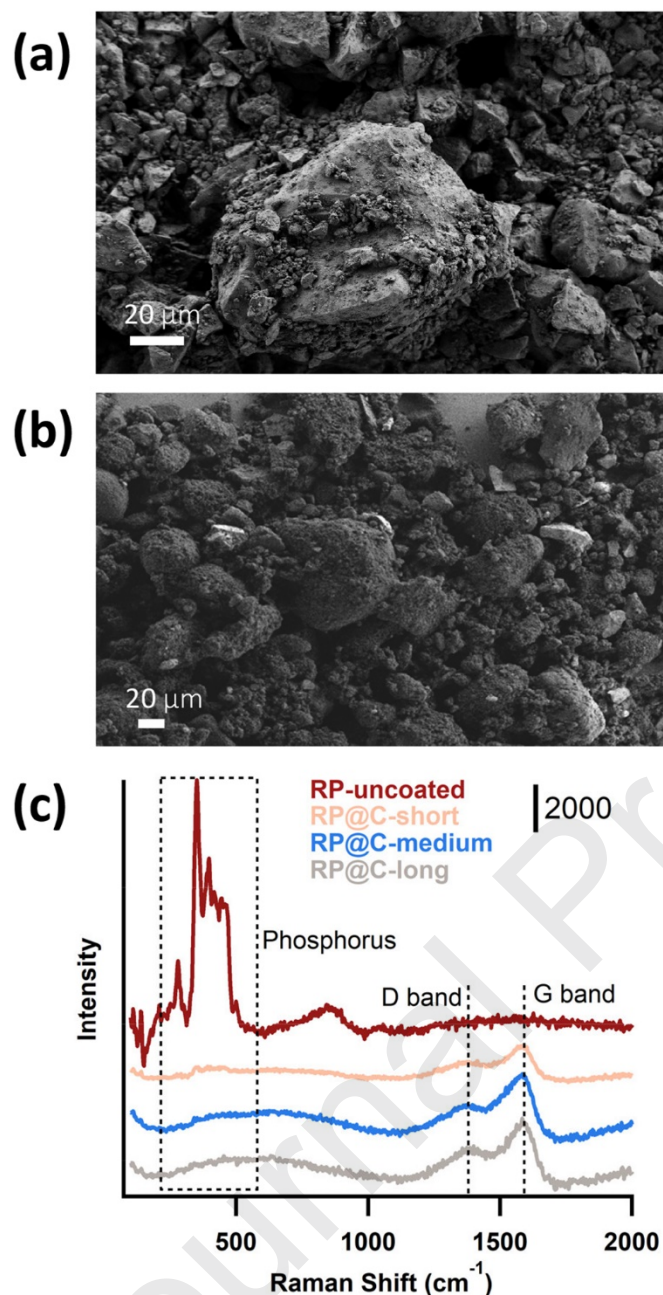 (a)
20 μm
(b)
20 μm
(c)
RP-uncoated
2000
RP@C-short
RP@C-medium
RP@C-long
Phosphorus
D band
G band
Intensity
500
1000
1500
2000
Raman Shift (cm⁻¹)